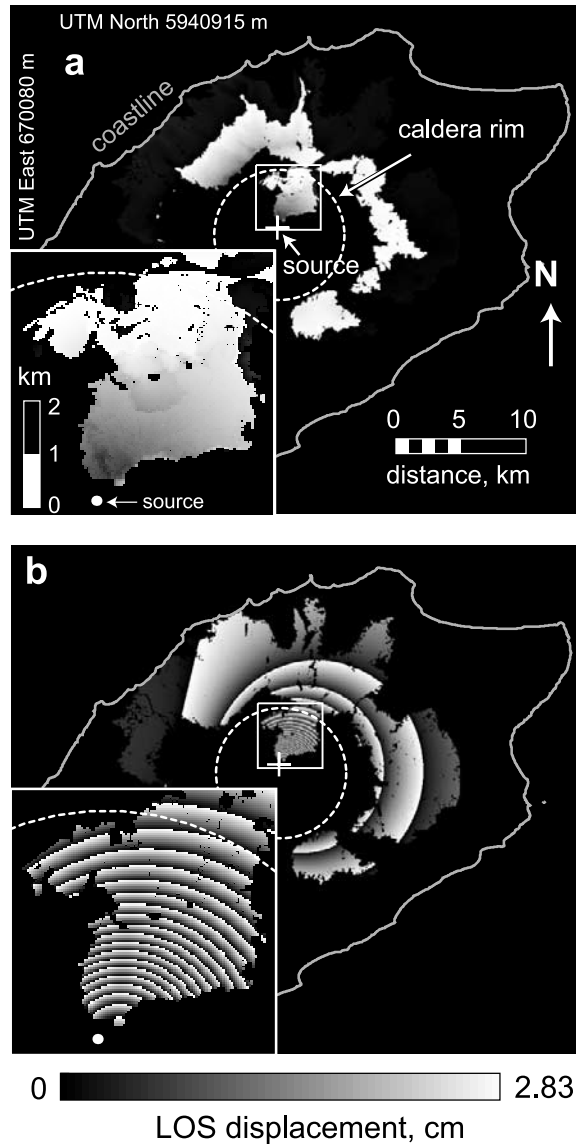 UTM North 5940915 m
UTM East 670080 m
a
coastline
caldera rim
source
N
km
2
1
0
source
0 5 10
distance, km
b
0 2.83
LOS displacement, cm